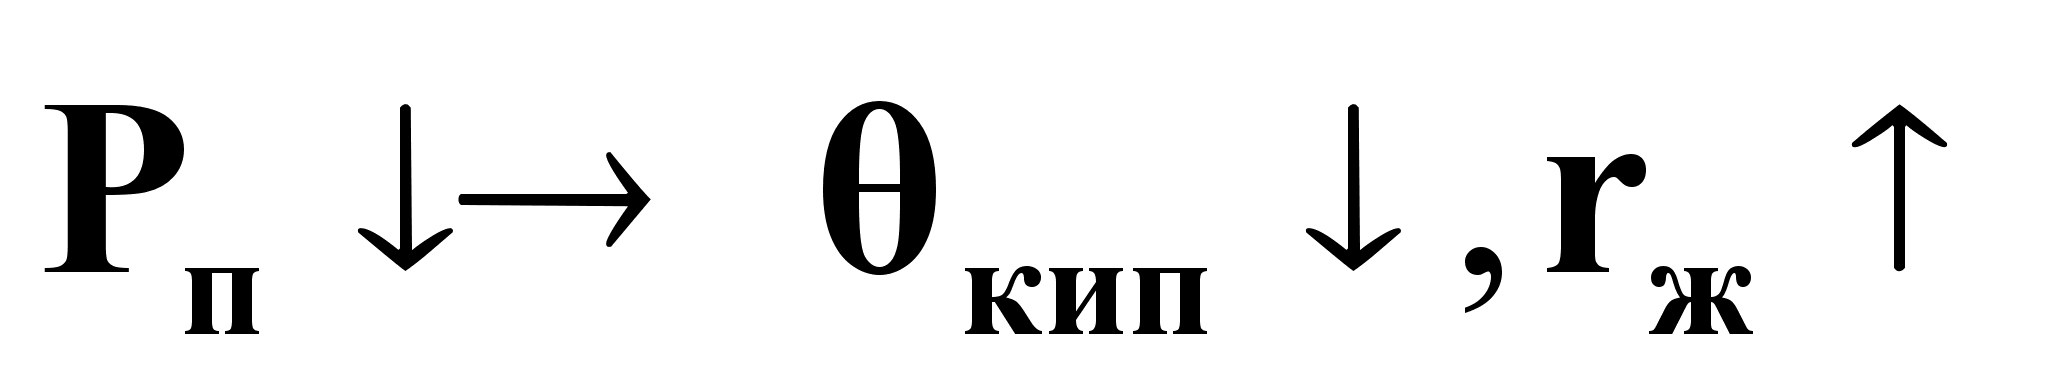 Pп ↓→ θкип ↓, rж ↑